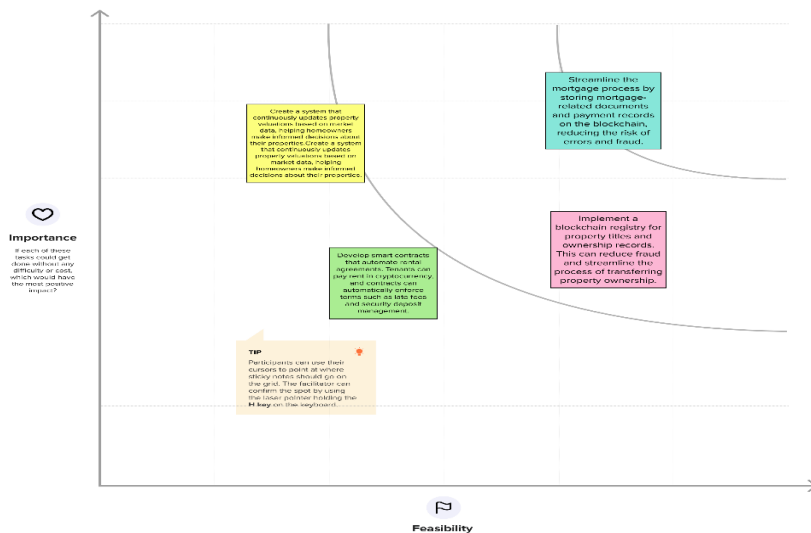 Streamline the
mortgage process by
storing mortgage-
related documents
and payment records
on the blockchain,
reducing the risk of
errors and fraud.
Create a system that
continuously updates property
valuations based on market
data, helping homeowners
make informed decisions about
their properties.Create a system
that continuously updates
property valuations based on
market data, helping
homeowners make informed
decisions about their properties.
Importance
If each of these
tasks could get
done without any
difficulty or cost,
which would have
the most positive
impact?
Implement a
blockchain registry for
property titles and
ownership records.
This can reduce fraud
and streamline the
process of transferring
property ownership.
Develop smart contracts
that automate rental
agreements. Tenants can
pay rent in cryptocurrency,
and contracts can
automatically enforce
terms such as late fees
and security deposit
management.
TIP
Participants can use their
cursors to point at where
sticky notes should go on
the grid. The facilitator can
confirm the spot by using
the laser pointer holding the
H key on the keyboard.
Feasibility